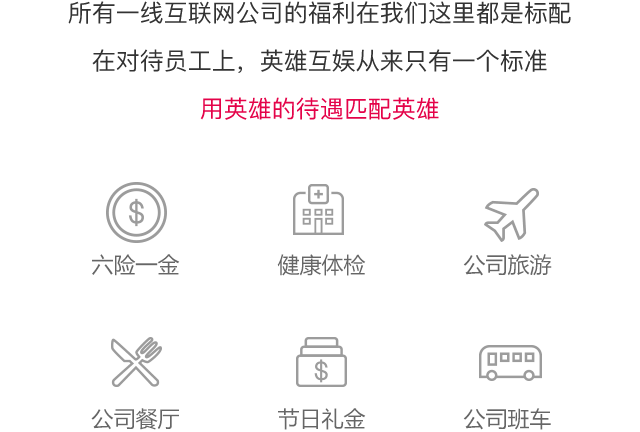 所有一线互联网公司的福利在我们这里都是标配
在对待员工上，英雄互娱从来只有一个标准
用英雄的待遇匹配英雄
六险一金
健康体检
公司旅游
公司餐厅
节日礼金
公司班车